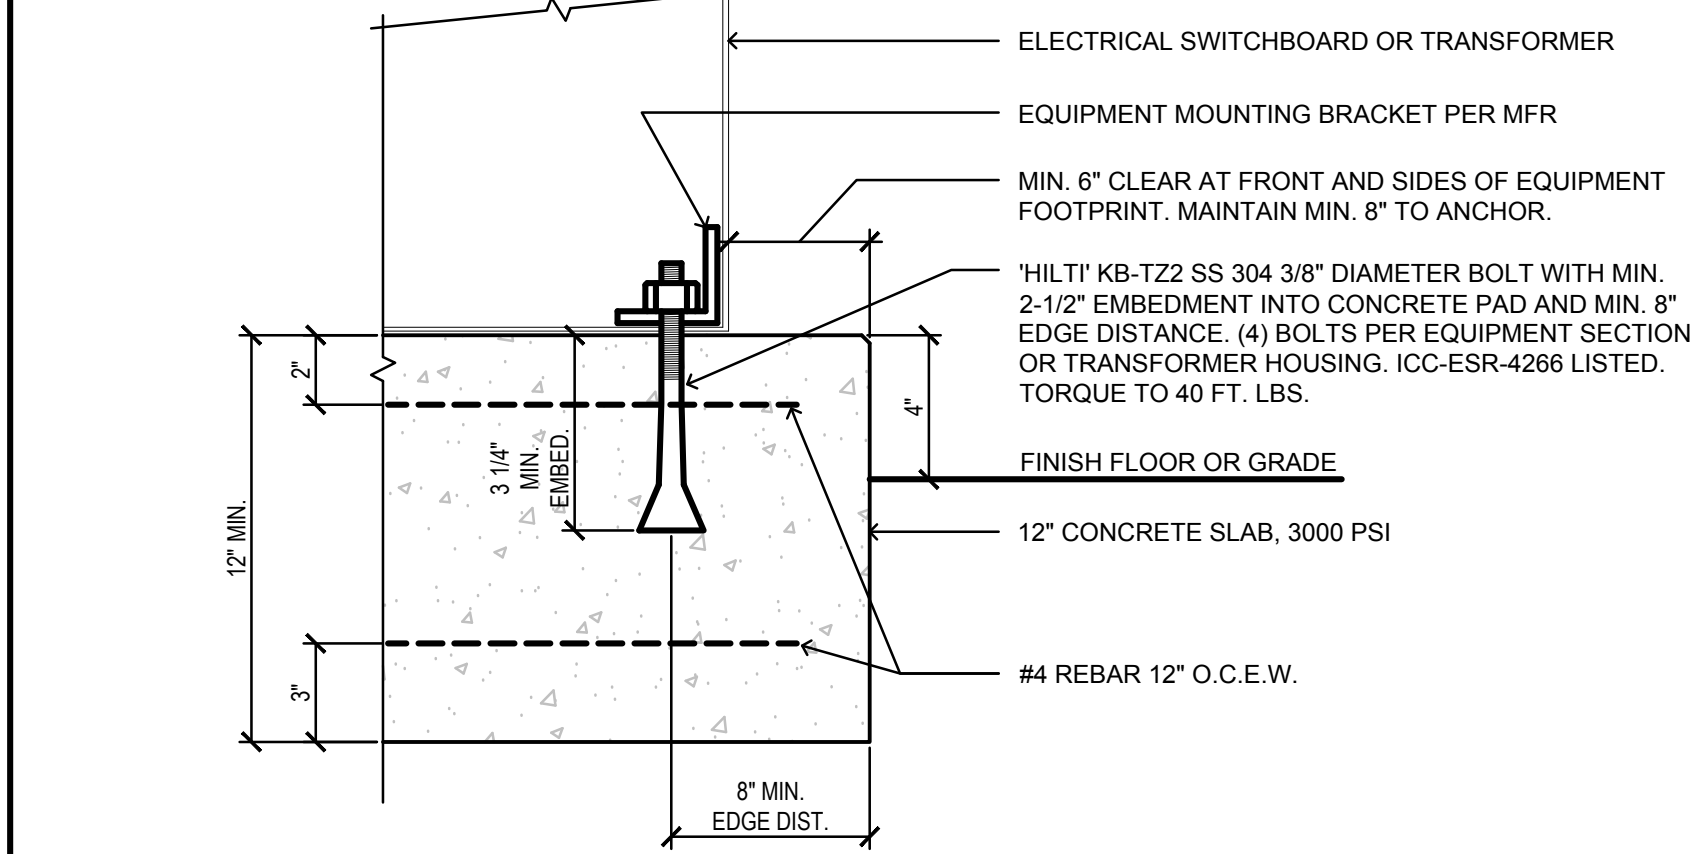 ELECTRICAL SWITCHBOARD OR TRANSFORMER
EQUIPMENT MOUNTING BRACKET PER MFR
MIN. 6" CLEAR AT FRONT AND SIDES OF EQUIPMENT
FOOTPRINT. MAINTAIN MIN. 8" TO ANCHOR.
'HILTI' KB-TZ2 SS 304 3/8" DIAMETER BOLT WITH MIN.
2-1/2" EMBEDMENT INTO CONCRETE PAD AND MIN. 8"
EDGE DISTANCE. (4) BOLTS PER EQUIPMENT SECTION
OR TRANSFORMER HOUSING. ICC-ESR-4266 LISTED.
TORQUE TO 40 FT. LBS.
2"
4"
3 1/4"
MIN.
EMBED.
FINISH FLOOR OR GRADE
12" MIN.
12" CONCRETE SLAB, 3000 PSI
3"
#4 REBAR 12" O.C.E.W.
8" MIN.
EDGE DIST.